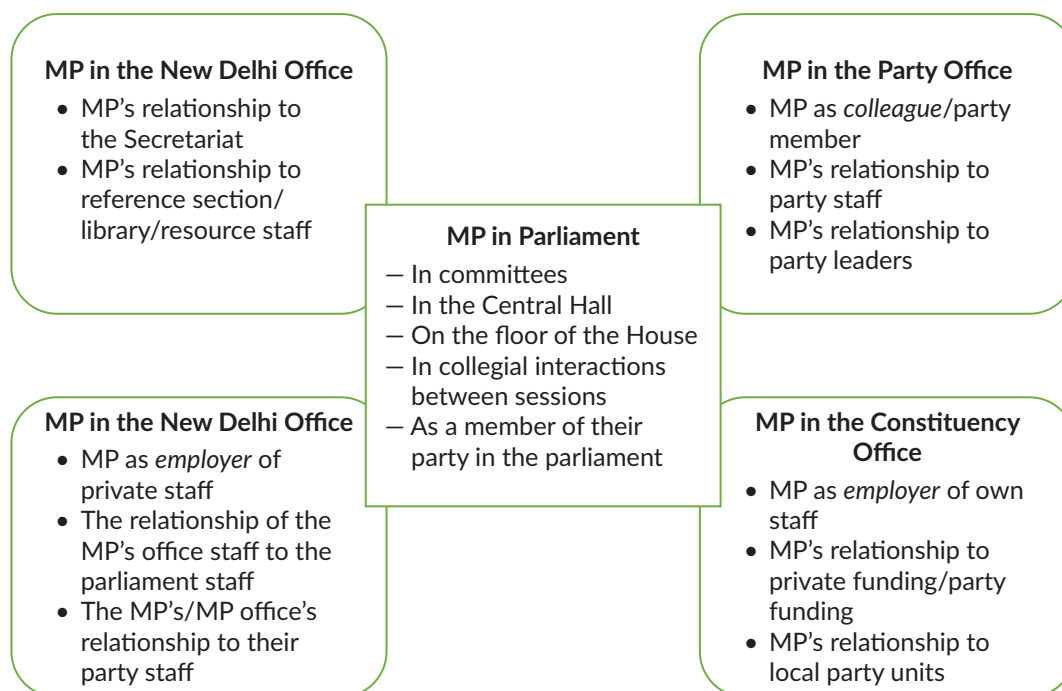 MP in the New Delhi Office
• MP's relationship to
the Secretariat
• MP's relationship to
reference section/
library/resource staff
MP in the Party Office
• MP as colleague/party
member
• MP's relationship to
party staff
• MP's relationship to
party leaders
MP in Parliament
— In committees
— In the Central Hall
— On the floor of the House
— In collegial interactions
between sessions
— As a member of their
party in the parliament
MP in the New Delhi Office
• MP as employer of
private staff
• The relationship of the
MP's office staff to the
parliament staff
• The MP's/MP office's
relationship to their
party staff
MP in the Constituency
Office
• MP as employer of own
staff
• MP's relationship to
private funding/party
funding
• MP's relationship to
local party units